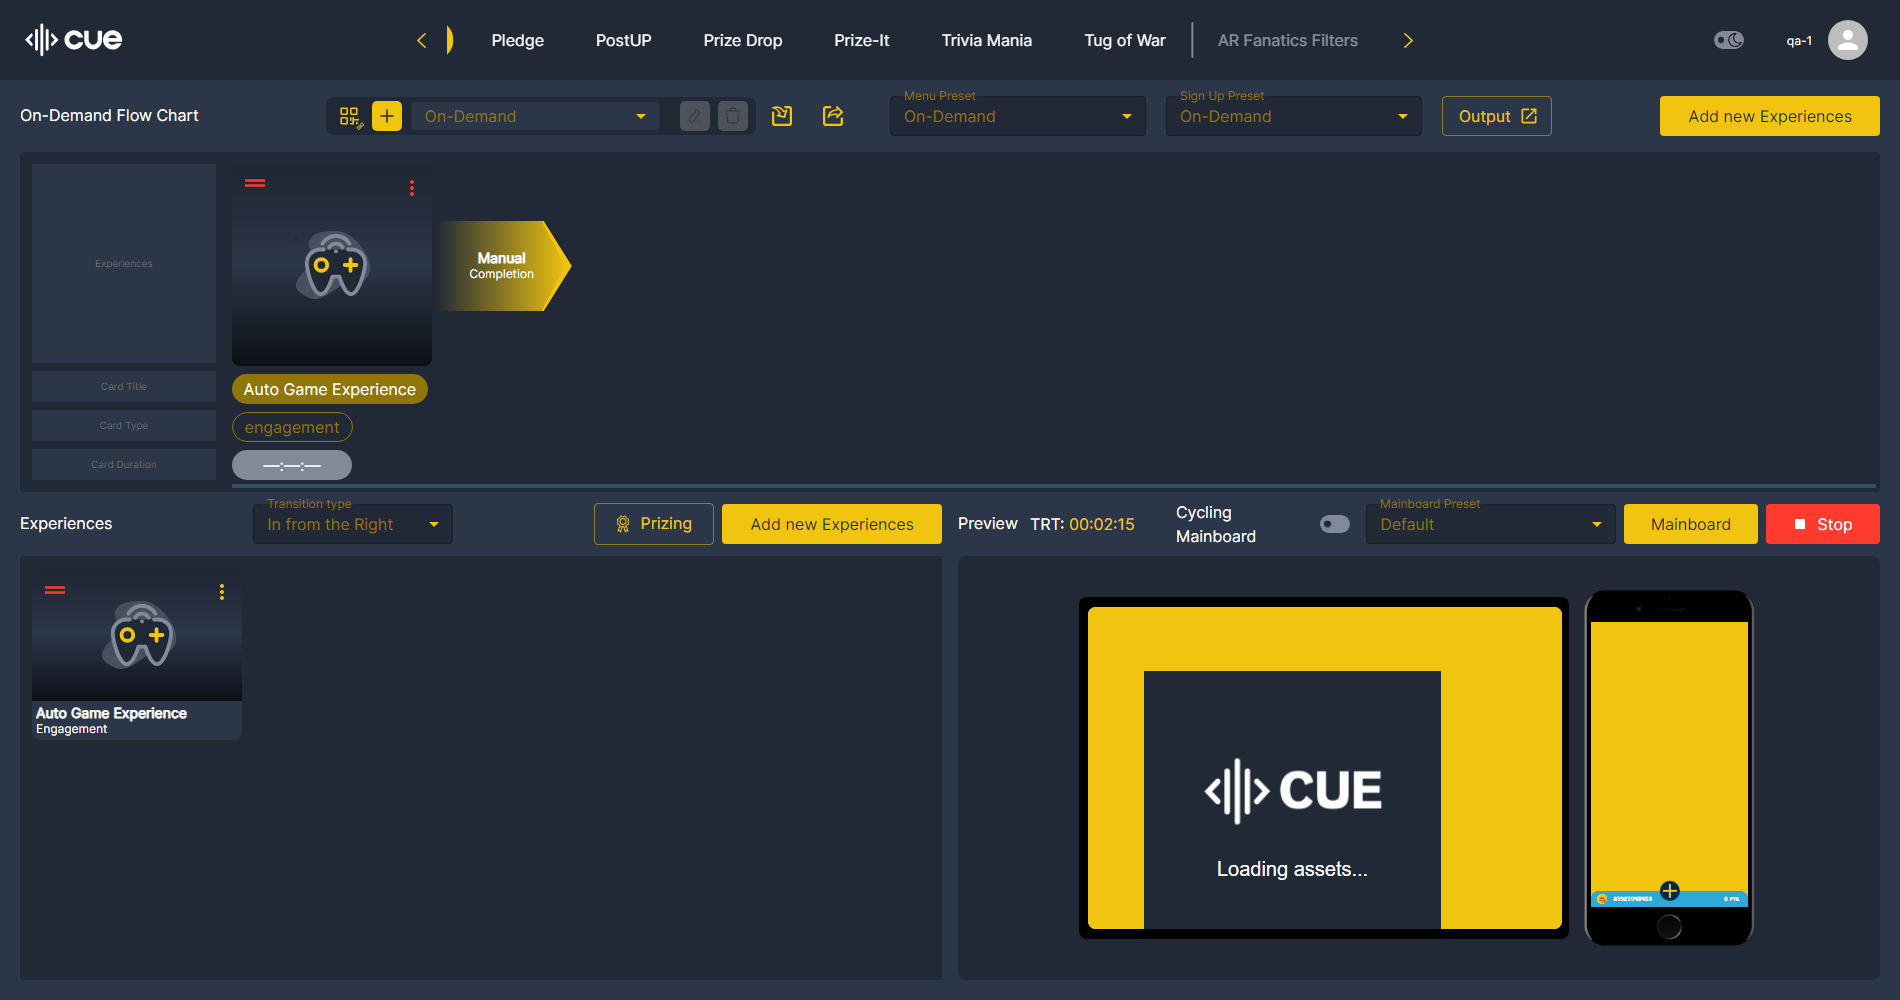 CUE
Pledge
PostUP
Prize Drop
Prize-It
Trivia Mania
Tug of War
AR Fanatics Filters
qa-1
On-Demand Flow Chart
On-Demand
Menu Preset
On-Demand
Sign Up Preset
On-Demand
Output
Add new Experiences
Experiences
Manual
Completion
Card Title
Auto Game Experience
Card Type
engagement
Card Duration
—:—:—
Experiences
Transition type
In from the Right
Prizing
Add new Experiences
Preview
TRT: 00:02:15
Cycling
Mainboard
Mainboard Preset
Default
Mainboard
Stop
Auto Game Experience
Engagement
CUE
Loading assets...
0 PTS.